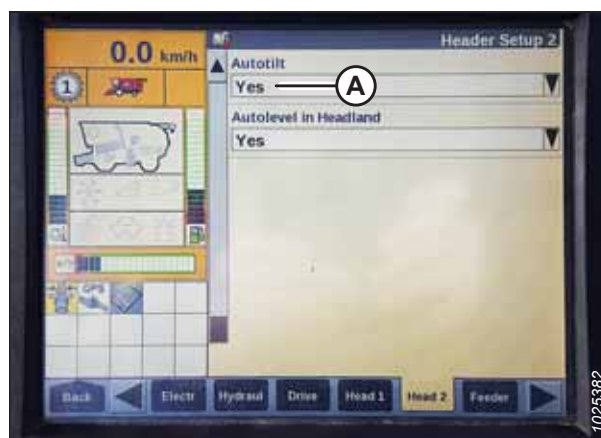 0.0 km/h
Header Setup 2
1
Autotilt
Yes
A
Autolevel in Headland
Yes
GPS
Back
Electr
Hydraul
Drive
Head 1
Head 2
Feeder
1025382